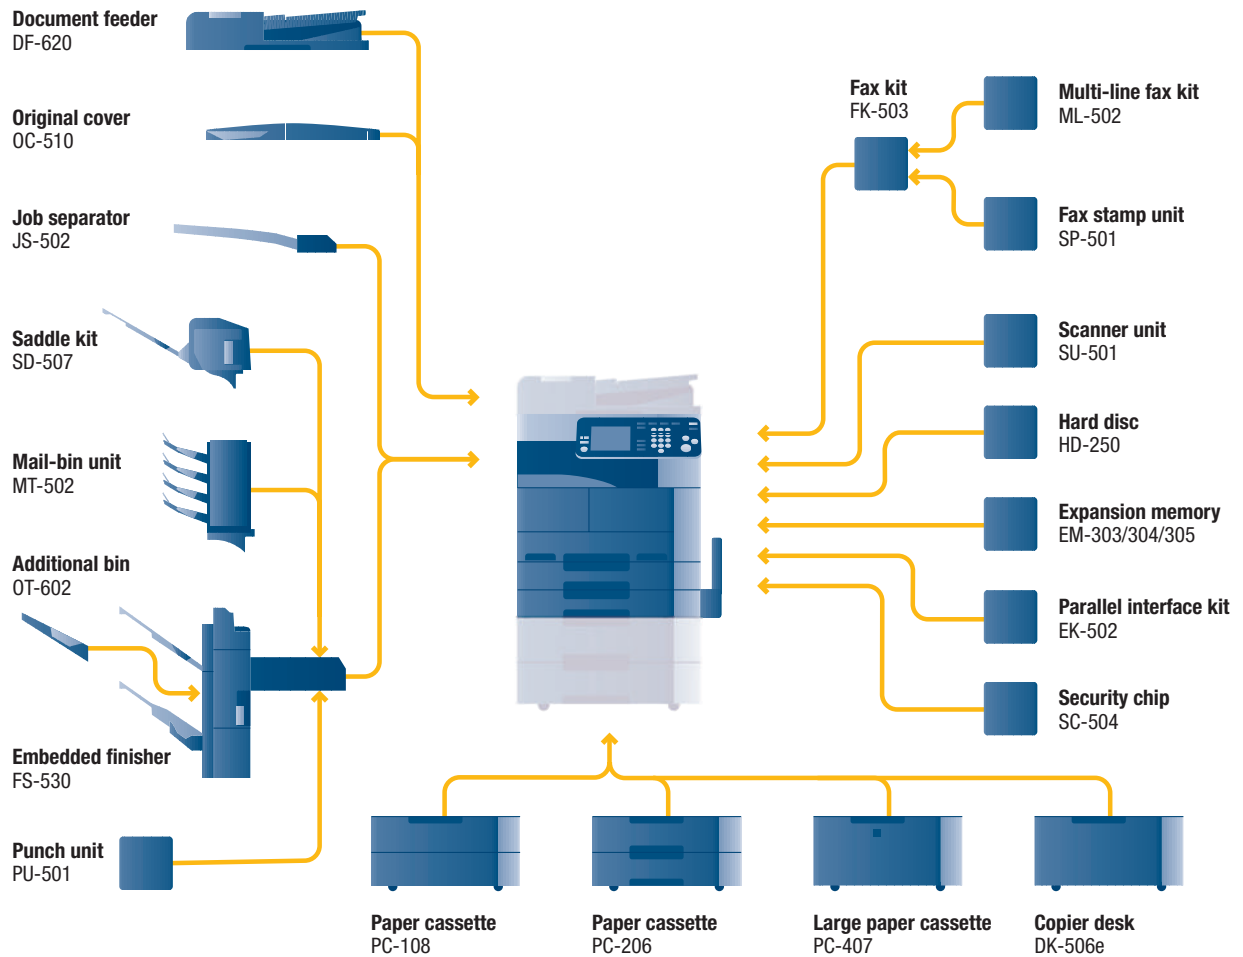 Document feeder
DF-620
Original cover
OC-510
Job separator
JS-502
Saddle kit
SD-507
Mail-bin unit
MT-502
Additional bin
OT-602
Embedded finisher
FS-530
Punch unit
PU-501
Fax kit
FK-503
Multi-line fax kit
ML-502
Fax stamp unit
SP-501
Scanner unit
SU-501
Hard disc
HD-250
Expansion memory
EM-303/304/305
Parallel interface kit
EK-502
Security chip
SC-504
Paper cassette
PC-108
Paper cassette
PC-206
Large paper cassette
PC-407
Copier desk
DK-506e